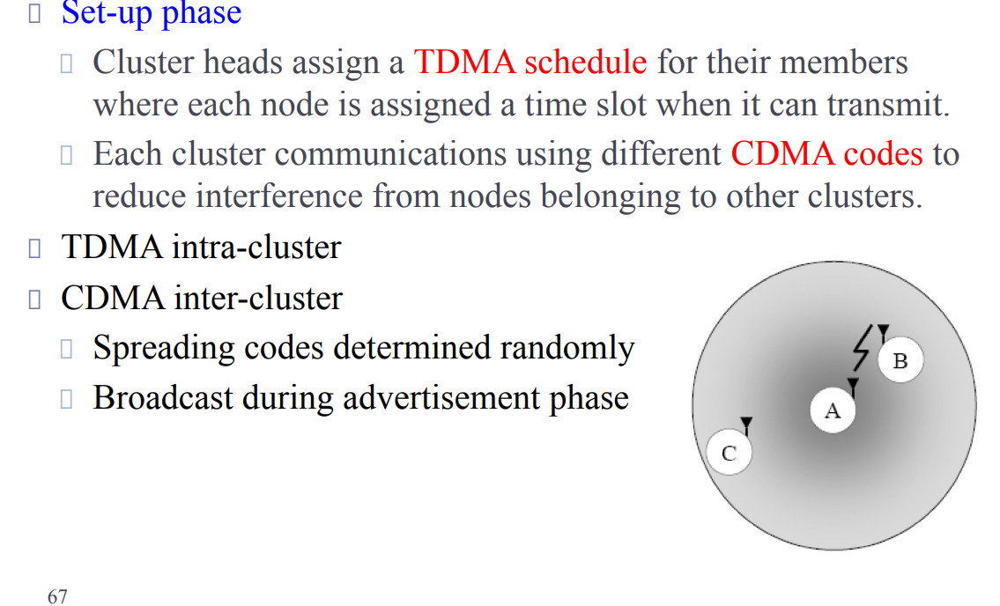 Set-up phase
Cluster heads assign a TDMA schedule for their members
where each node is assigned a time slot when it can transmit.
Each cluster communications using different CDMA codes to
reduce interference from nodes belonging to other clusters.
TDMA intra-cluster
CDMA inter-cluster
Spreading codes determined randomly
Broadcast during advertisement phase
B
A
C
67